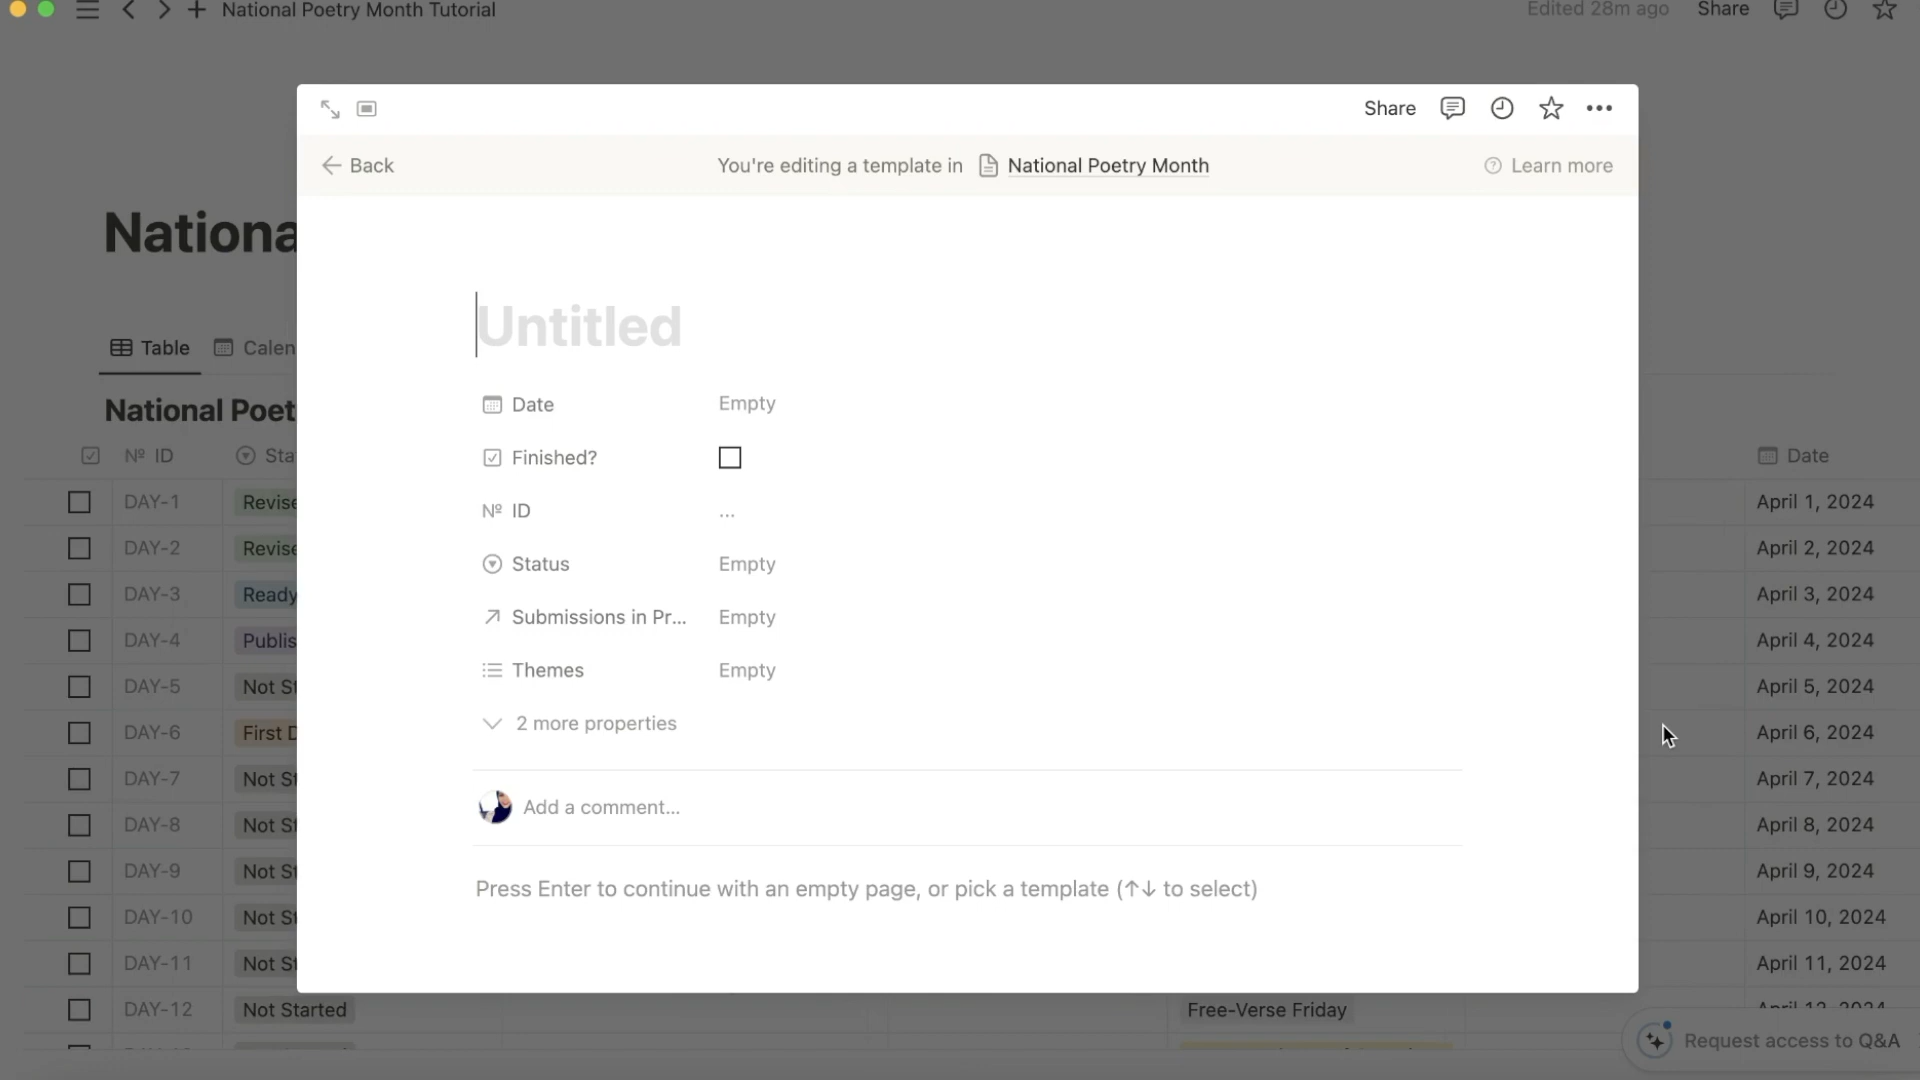 National Poetry Month Tutorial
Edited 28m ago Share
Share
Back You're editing a template in National Poetry Month Learn more
Nationa
Untitled
Table Calen
Date Empty
National Poet
Finished?
Nº ID Sta Date
DAY-1 Revise April 1, 2024
Nº ID ...
DAY-2 Revise April 2, 2024
Status Empty
DAY-3 Ready April 3, 2024
Submissions in Pr... Empty
DAY-4 Publis April 4, 2024
Themes Empty
DAY-5 Not St April 5, 2024
2 more properties
DAY-6 First D April 6, 2024
DAY-7 Not St April 7, 2024
Add a comment...
DAY-8 Not St April 8, 2024
DAY-9 Not St April 9, 2024
Press Enter to continue with an empty page, or pick a template (↑↓ to select)
DAY-10 Not St April 10, 2024
DAY-11 Not St April 11, 2024
DAY-12 Not Started Free-Verse Friday April 12, 2024
Request access to Q&A